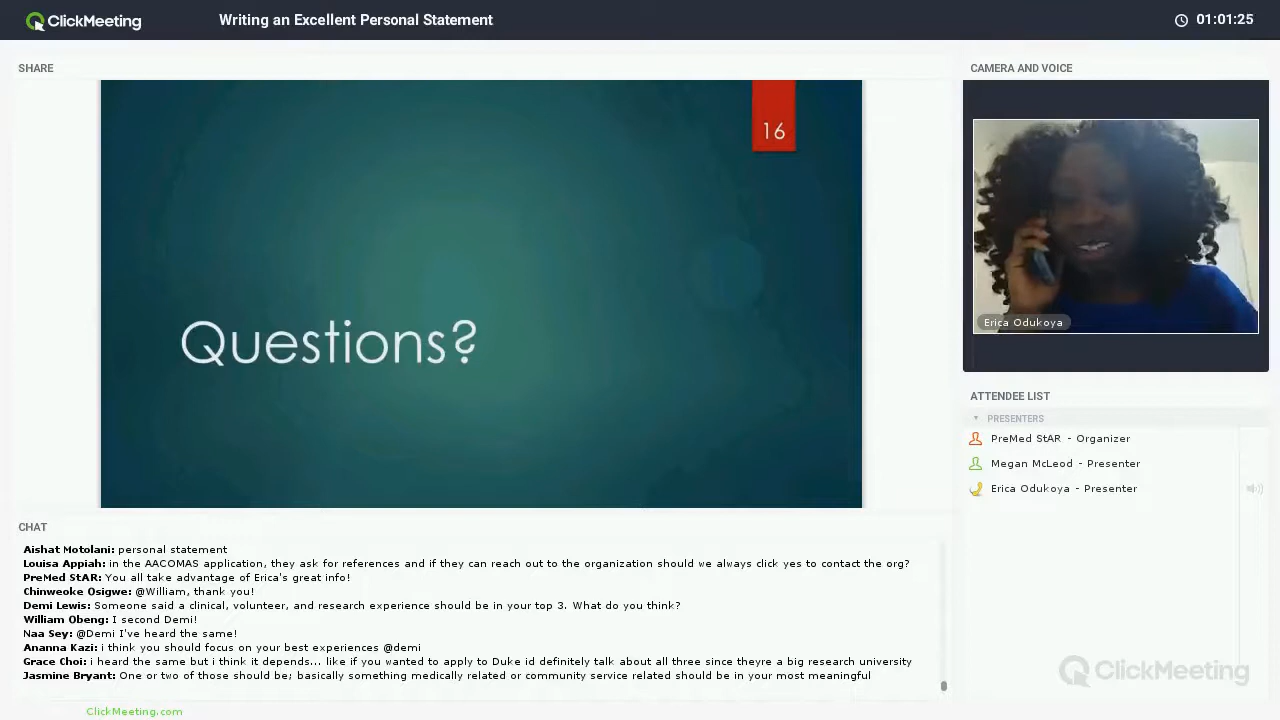 ClickMeeting
Writing an Excellent Personal Statement
01:01:25
SHARE
16
Questions?
CAMERA AND VOICE
Erica Odukoya
ATTENDEE LIST
PRESENTERS
PreMed StAR - Organizer
Megan McLeod - Presenter
Erica Odukoya - Presenter
CHAT
Aishat Motolani: personal statement
Louisa Appiah: in the AACOMAS application, they ask for references and if they can reach out to the organization should we always click yes to contact the org?
PreMed StAR: You all take advantage of Erica's great info!
Chinweoke Osigwe: @William, thank you!
Demi Lewis: Someone said a clinical, volunteer, and research experience should be in your top 3. What do you think?
William Obeng: I second Demi!
Naa Sey: @Demi I've heard the same!
Ananna Kazi: i think you should focus on your best experiences @demi
Grace Choi: i heard the same but i think it depends... like if you wanted to apply to Duke id definitely talk about all three since theyre a big research university
Jasmine Bryant: One or two of those should be; basically something medically related or community service related should be in your most meaningful
ClickMeeting
ClickMeeting.com